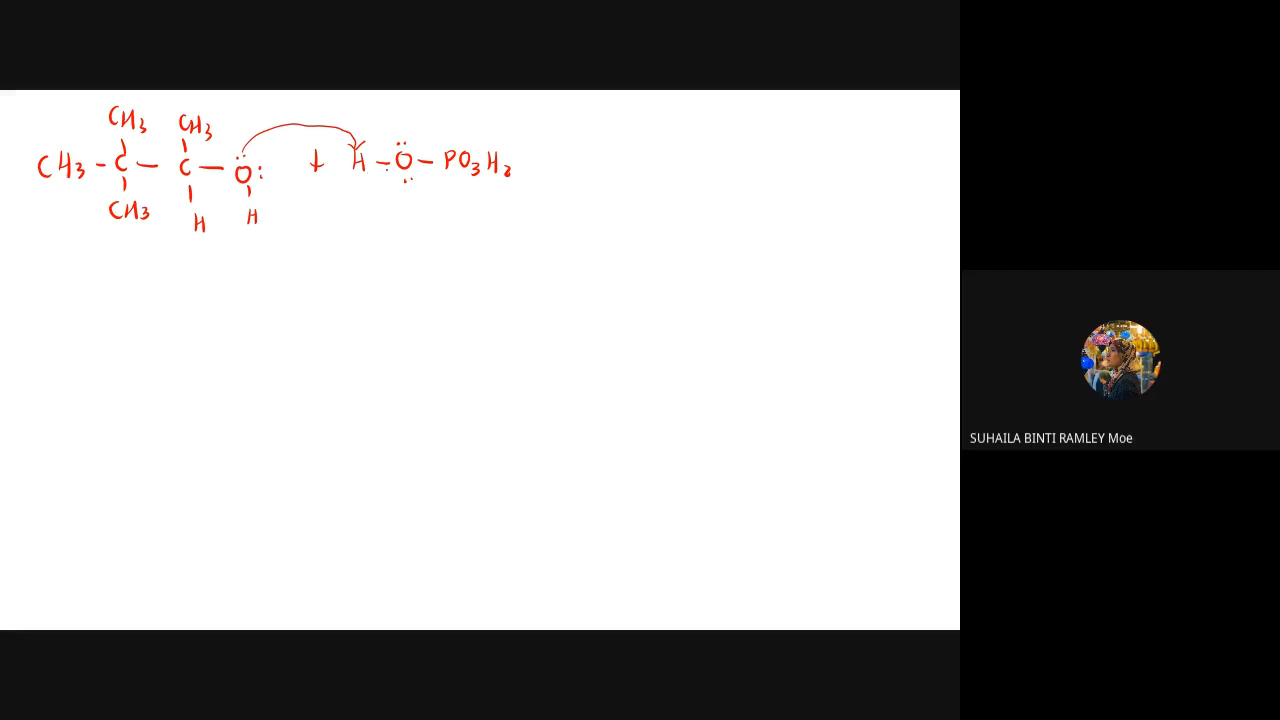 CH3 CH3
CH3 - C - C - Ö: + H - Ö - PO3H2
CH3 H H
SUHAILA BINTI RAMLEY Moe